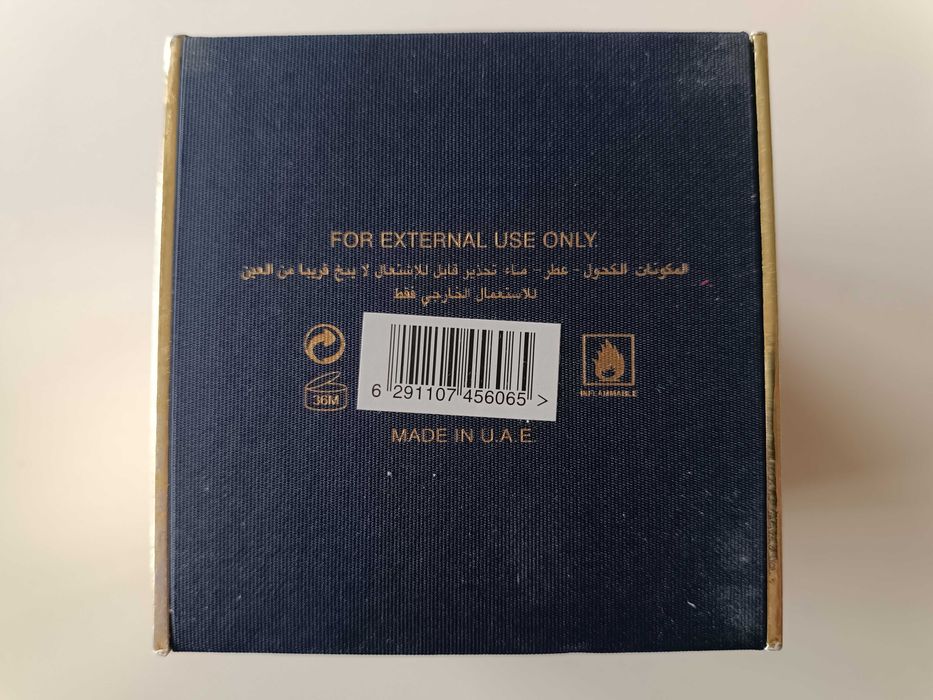 FOR EXTERNAL USE ONLY.
المكونات الكحول - عطر - ماء تحذير قابل للاشتعال لا يبخ قريبا من العين
للاستعمال الخارجي فقط
36M
6 291107 456065 >
INFLAMMABLE
MADE IN U.A.E.